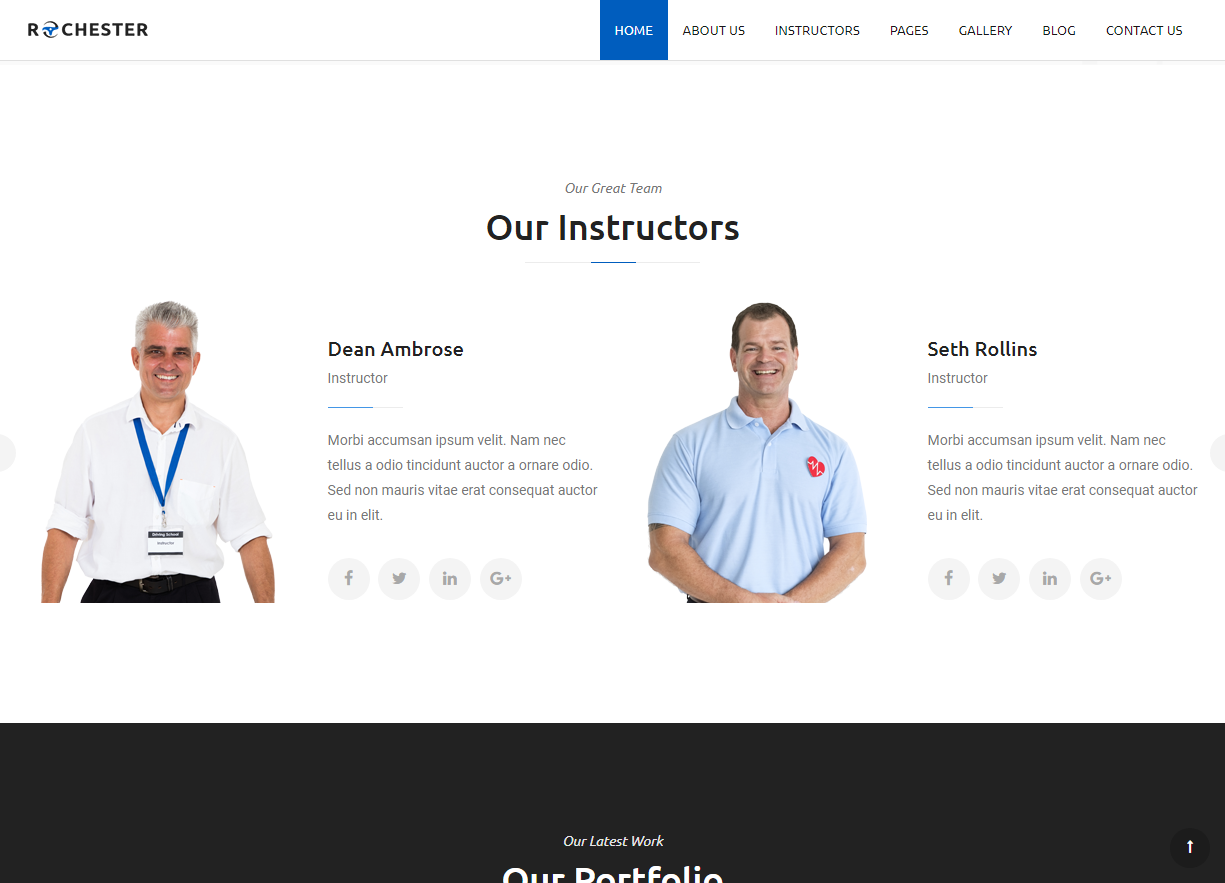 R CHESTER
HOME ABOUT US INSTRUCTORS PAGES GALLERY BLOG CONTACT US
Our Great Team
Our Instructors
Dean Ambrose
Instructor
Morbi accumsan ipsum velit. Nam nec
tellus a odio tincidunt auctor a ornare odio.
Sed non mauris vitae erat consequat auctor
eu in elit.
Driving School
Instructor
Seth Rollins
Instructor
Morbi accumsan ipsum velit. Nam nec
tellus a odio tincidunt auctor a ornare odio.
Sed non mauris vitae erat consequat auctor
eu in elit.
Our Latest Work
Our Portfolio